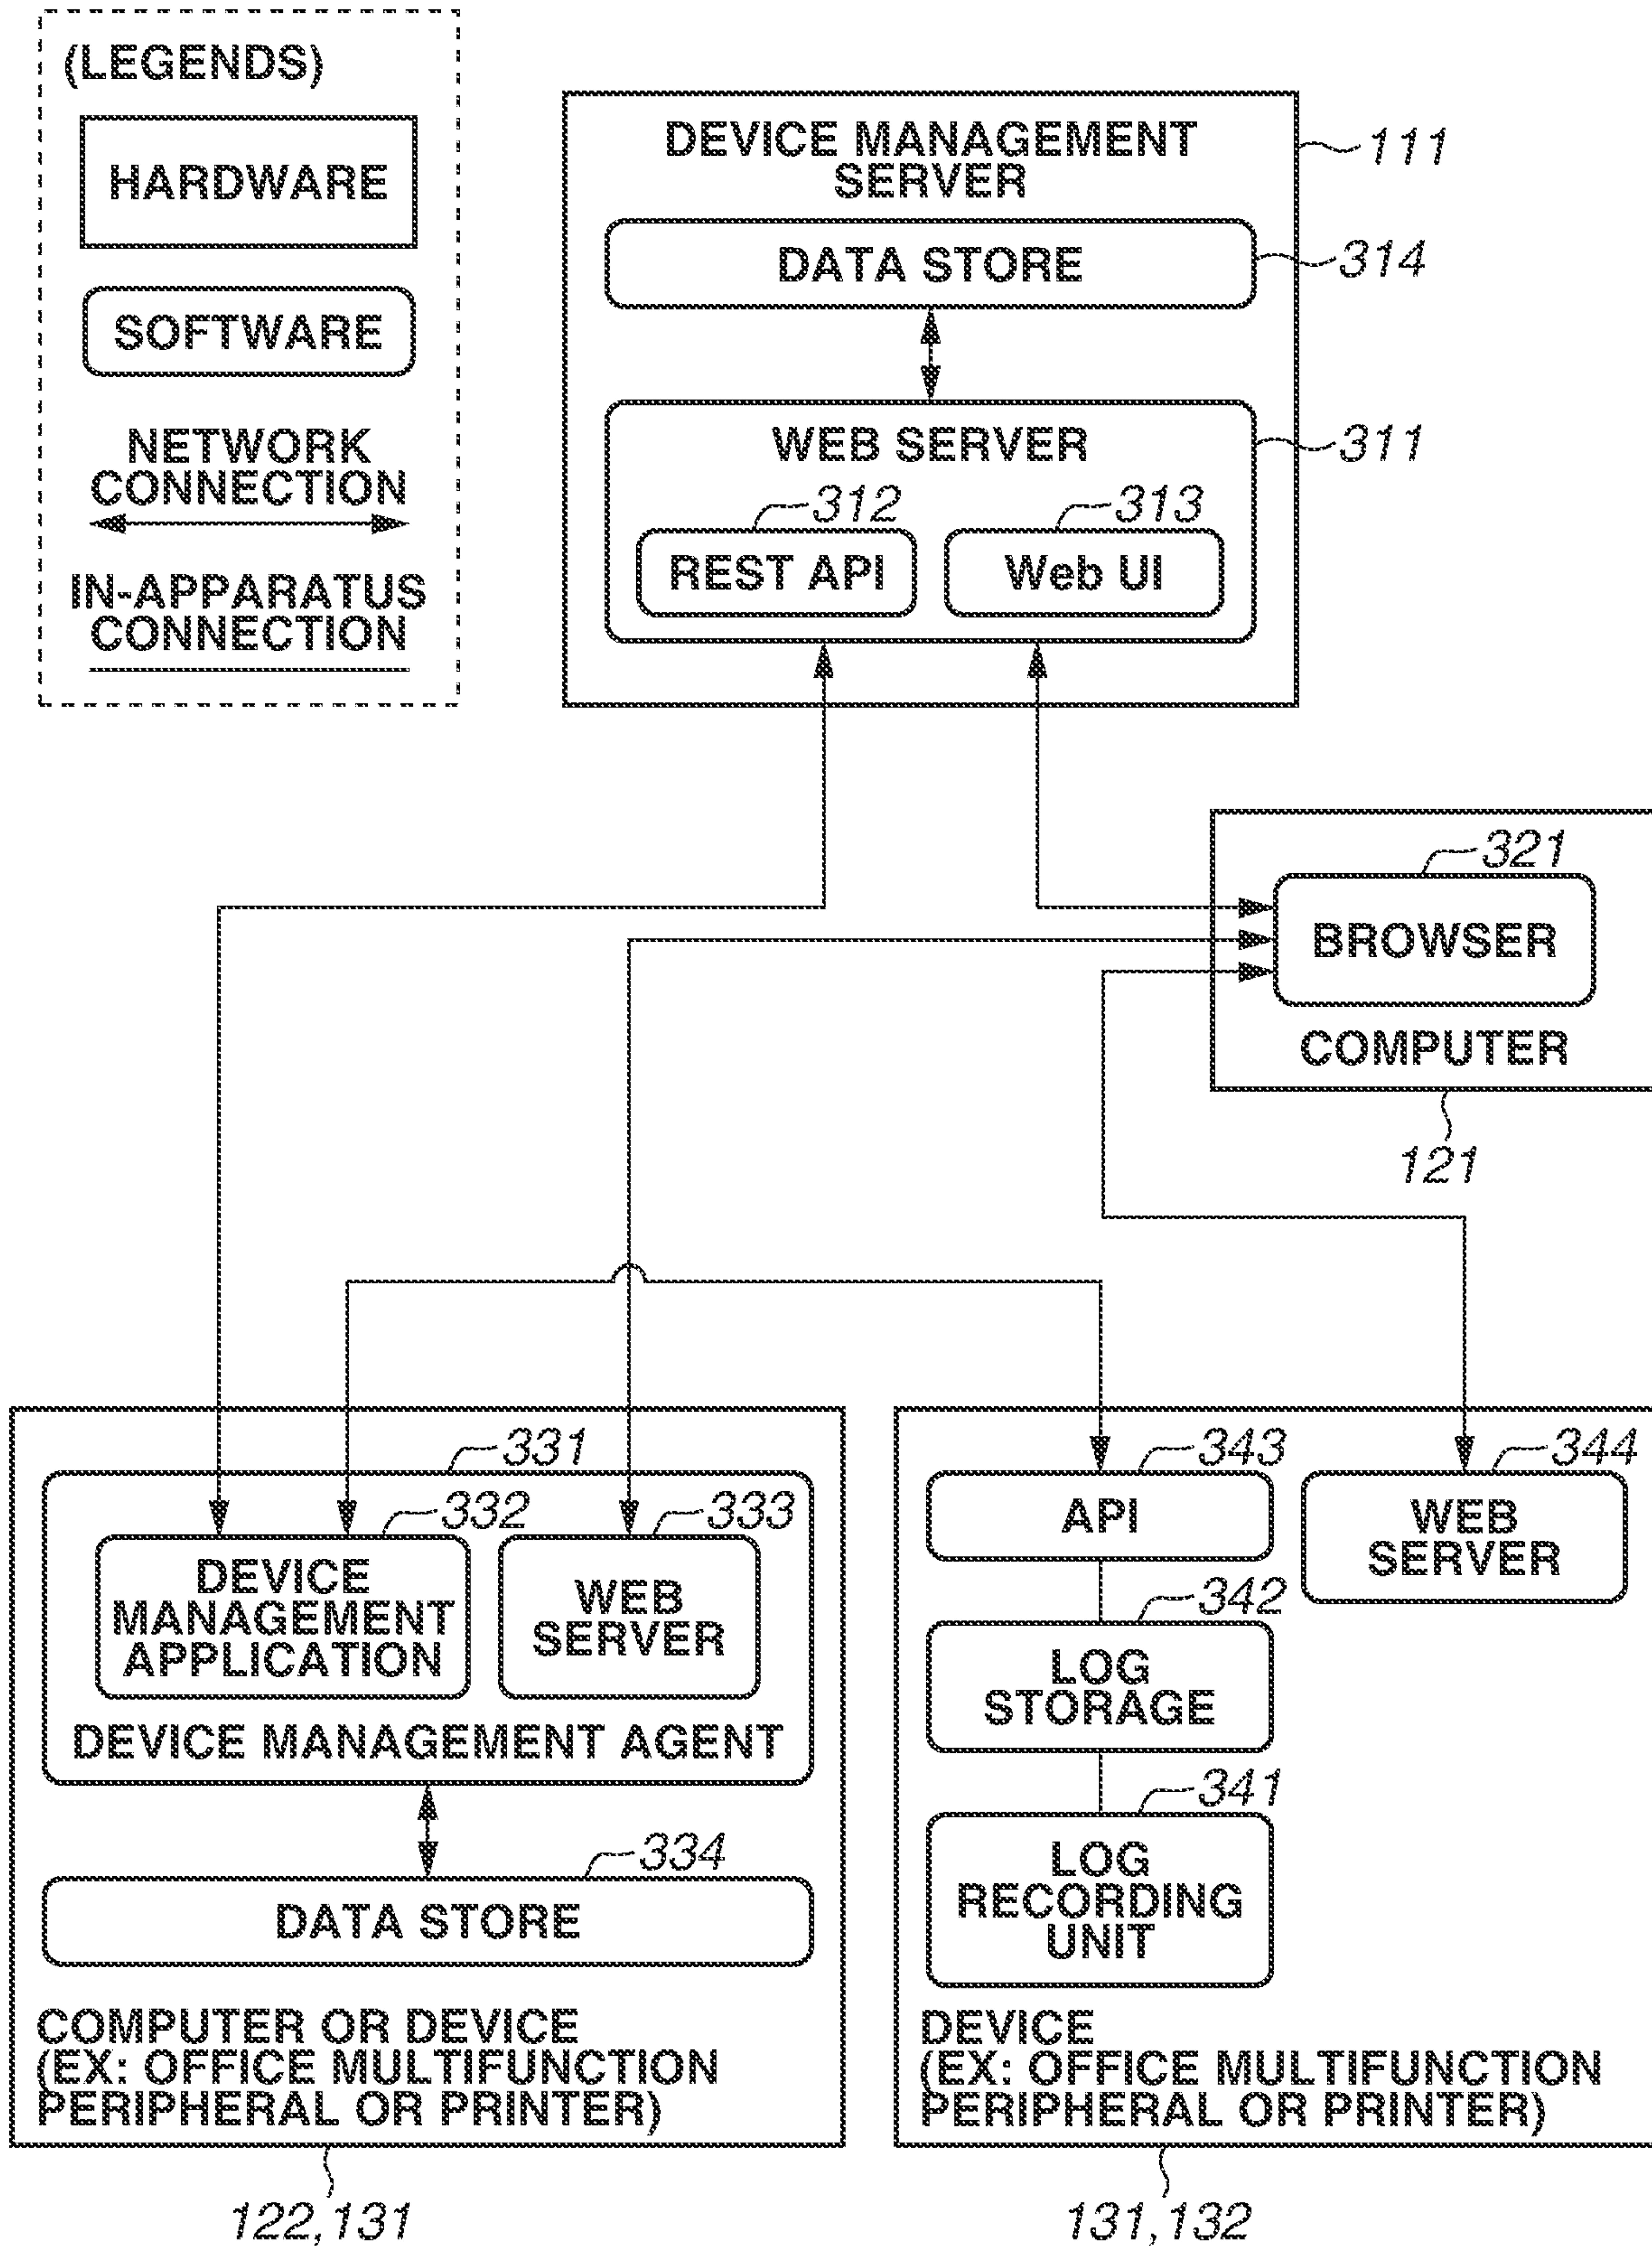 (LEGENDS)
HARDWARE
SOFTWARE
NETWORK
CONNECTION
IN-APPARATUS
CONNECTION
DEVICE MANAGEMENT
SERVER
111
DATA STORE
314
WEB SERVER
311
312
313
REST API
Web UI
321
BROWSER
COMPUTER
121
331
332
333
DEVICE
MANAGEMENT
APPLICATION
WEB
SERVER
DEVICE MANAGEMENT AGENT
334
DATA STORE
COMPUTER OR DEVICE
(EX: OFFICE MULTIFUNCTION
PERIPHERAL OR PRINTER)
122,131
343
API
344
WEB
SERVER
342
LOG
STORAGE
341
LOG
RECORDING
UNIT
DEVICE
(EX: OFFICE MULTIFUNCTION
PERIPHERAL OR PRINTER)
131,132